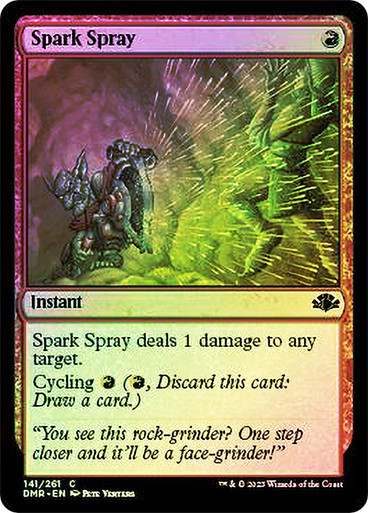 Spark Spray
Instant
Spark Spray deals 1 damage to any
target.
Cycling (, Discard this card:
Draw a card.)
"You see this rock-grinder? One step
closer and it'll be a face-grinder!"
141/261 C
DMR • EN Pete Venters
™ & © 2023 Wizards of the Coast